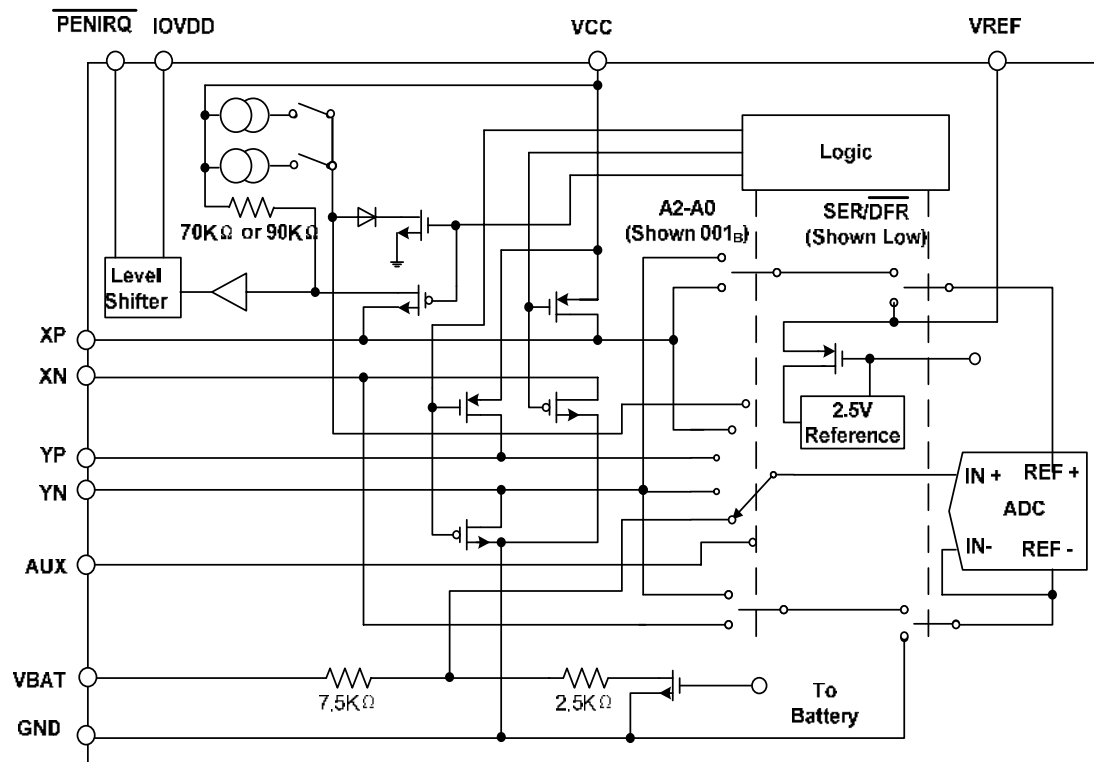 PENIRQ IOVDD VCC VREF
Logic
70KΩ or 90KΩ
A2-A0
(Shown 001B)
SER/DFR
(Shown Low)
Level
Shifter
XP
XN
2.5V
Reference
YP
YN
IN + REF +
ADC
IN- REF -
AUX
VBAT
7.5KΩ
2.5KΩ
To
Battery
GND